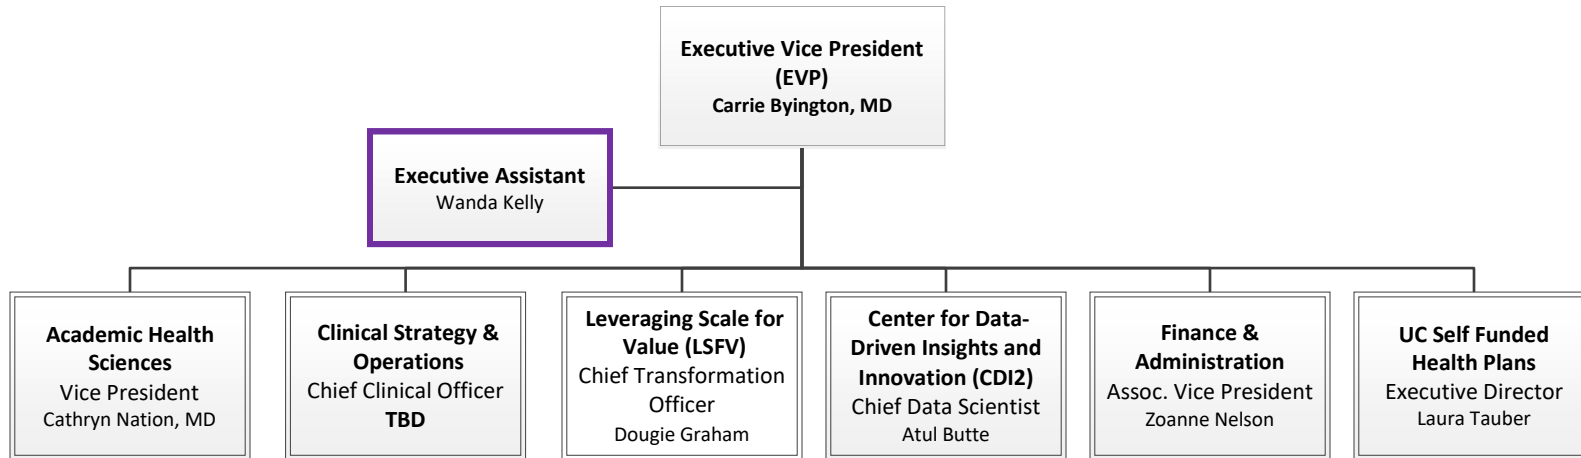 Executive Vice President
(EVP)
Carrie Byington, MD
Executive Assistant
Wanda Kelly
Academic Health
Sciences
Vice President
Cathryn Nation, MD
Clinical Strategy &
Operations
Chief Clinical Officer
TBD
Leveraging Scale for
Value (LSFV)
Chief Transformation
Officer
Dougie Graham
Center for Data-
Driven Insights and
Innovation (CDI2)
Chief Data Scientist
Atul Butte
Finance &
Administration
Assoc. Vice President
Zoanne Nelson
UC Self Funded
Health Plans
Executive Director
Laura Tauber